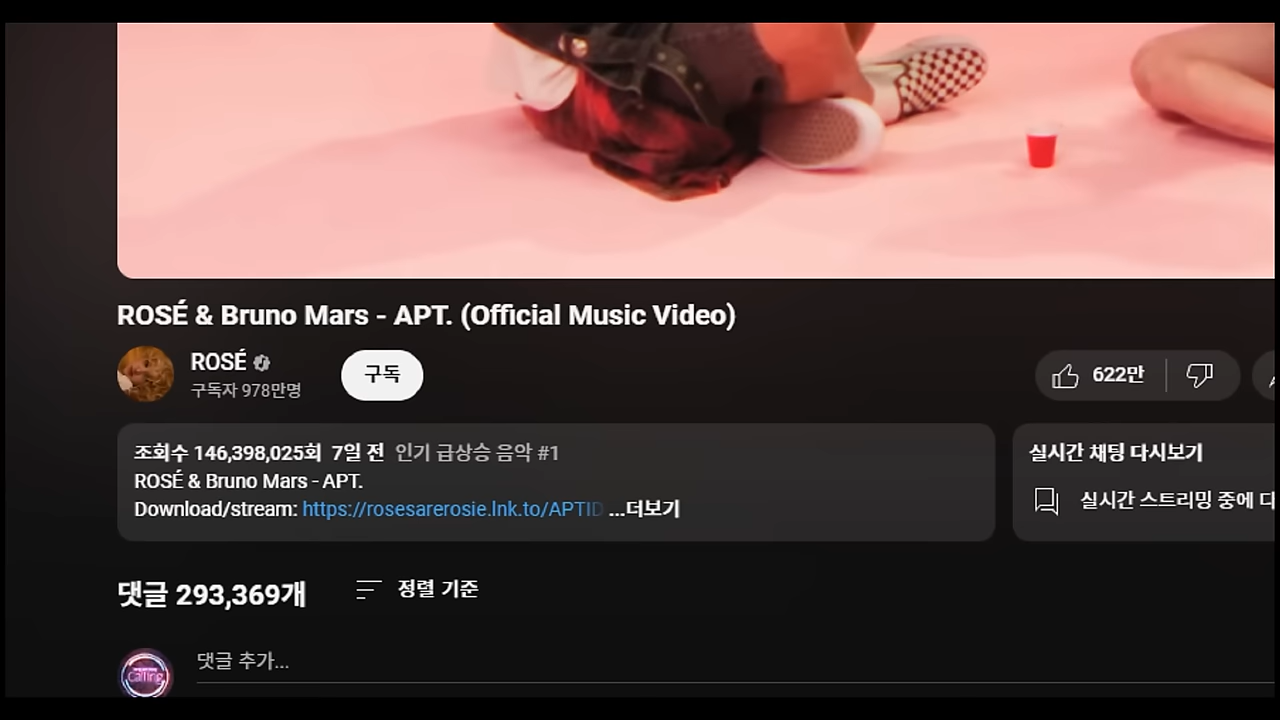 ROSÉ & Bruno Mars - APT. (Official Music Video)
ROSÉ
구독자 978만명
구독
622만
조회수 146,398,025회 7일 전 인기 급상승 음악 #1
ROSÉ & Bruno Mars - APT.
Download/stream: https://rosesarerosie.lnk.to/APTID ...더보기
실시간 채팅 다시보기
실시간 스트리밍 중에 다
댓글 293,369개
정렬 기준
Calling
댓글 추가...